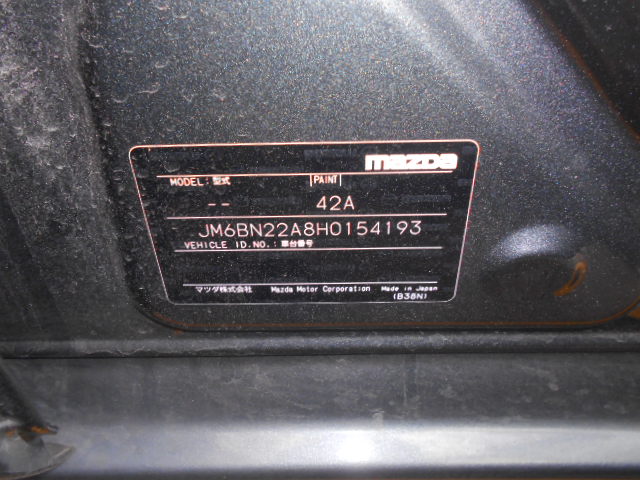 mazda
MODEL:型式 PAINT
-- 42A
JM6BN22A8H0154193
VEHICLE ID.NO.:車台番号
マツダ株式会社 Mazda Motor Corporation Made in Japan
(B38N)